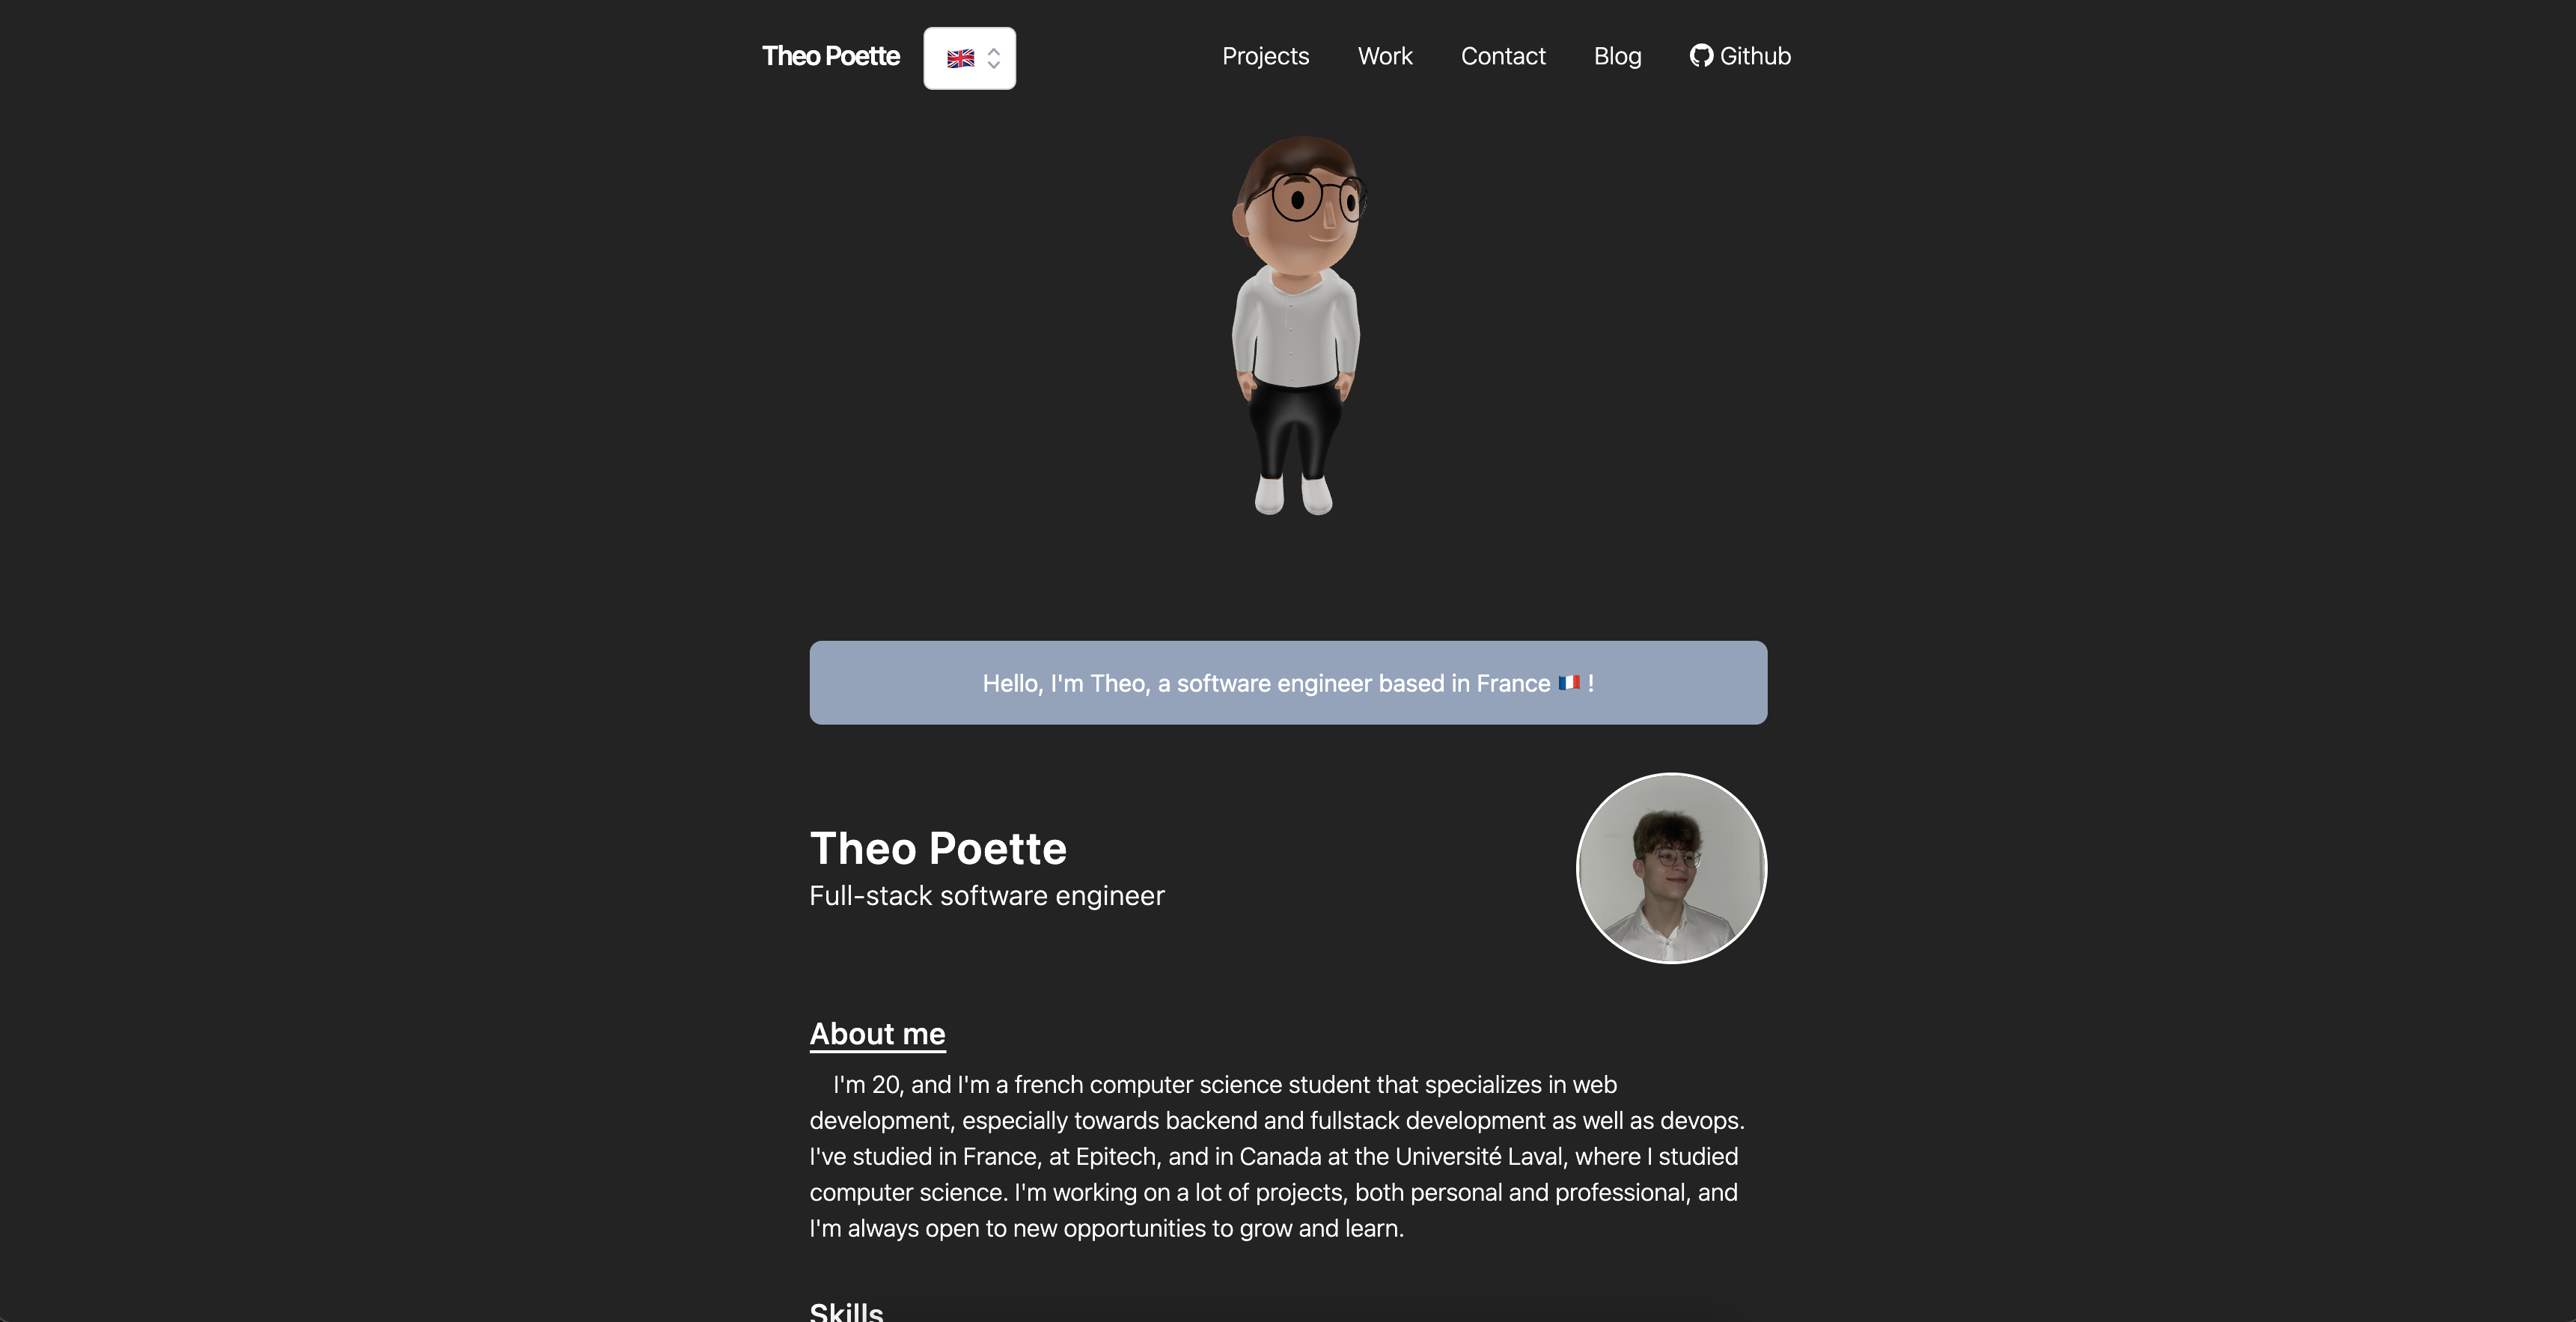 Theo Poette
Projects
Work
Contact
Blog
Github
Hello, I'm Theo, a software engineer based in France 🇫🇷 !
Theo Poette
Full-stack software engineer
About me
I'm 20, and I'm a french computer science student that specializes in web
development, especially towards backend and fullstack development as well as devops.
I've studied in France, at Epitech, and in Canada at the Université Laval, where I studied
computer science. I'm working on a lot of projects, both personal and professional, and
I'm always open to new opportunities to grow and learn.
Skills